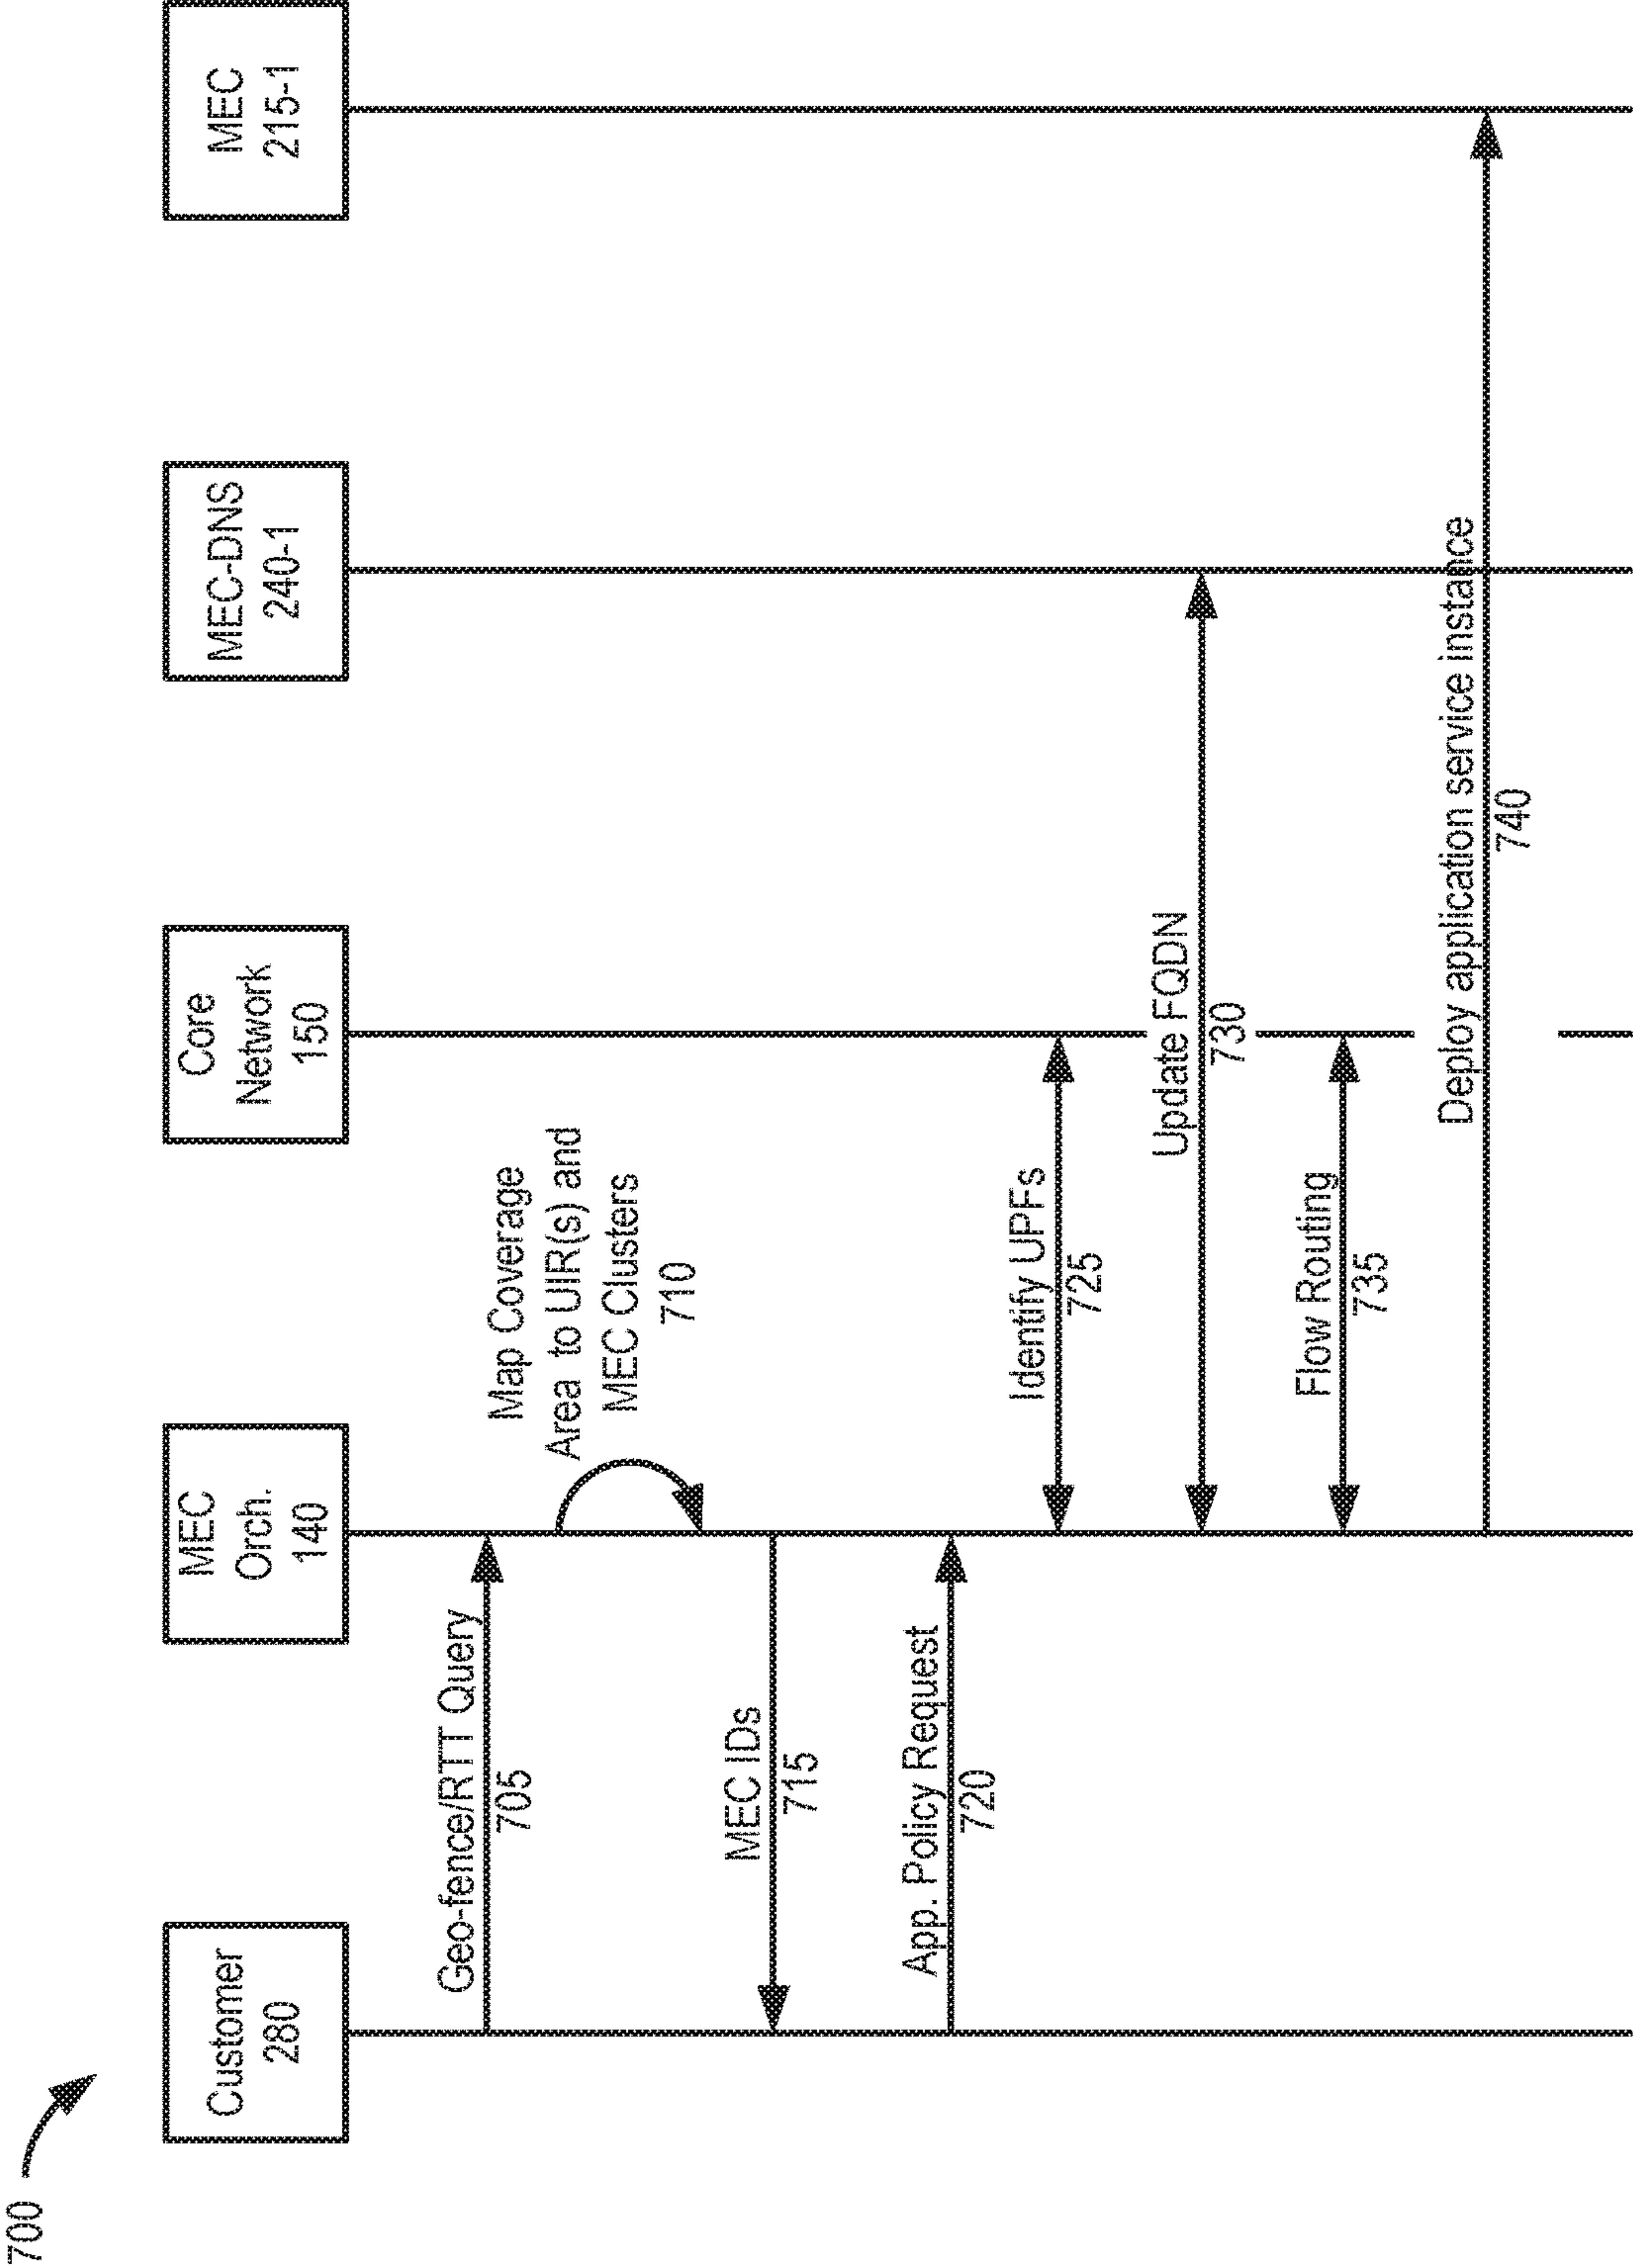 700
Customer
280
MEC
Orch.
140
Core
Network
150
MEC-DNS
240-1
MEC
215-1
Geo-fence/RTT Query
705
Map Coverage
Area to UIR(s) and
MEC Clusters
710
MEC IDs
715
App. Policy Request
720
Identify UPFs
725
Update FQDN
730
Flow Routing
735
Deploy application service instance
740